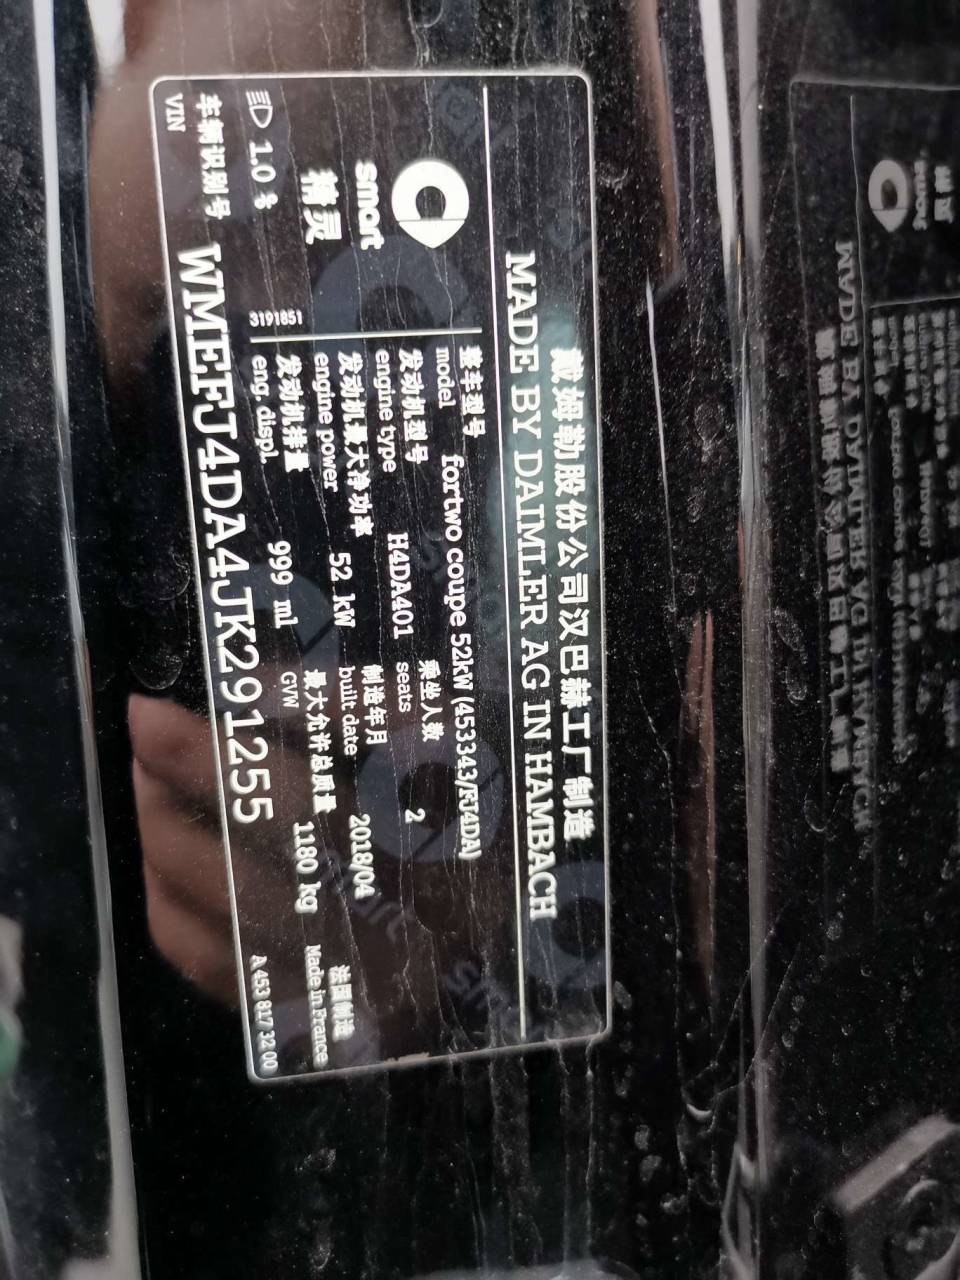 戴姆勒股份公司汉巴赫工厂制造
MADE BY DAIMLER AG IN HAMBACH
smart
精灵
1.0 %
3191851
整车型号
model
fortwo coupe 52kW (453343/FJ4DA)
发动机型号
engine type
H4DA401
乘坐人数
seats
2
发动机最大净功率
engine power
52 kW
制造年月
built date
2018/04
发动机排量
eng. displ.
999 ml
最大允许总质量
GVW
1180 kg
法国制造
Made in France
车辆识别号
VIN
WMEFJ4DA4JK291255
A 453 817 32 00